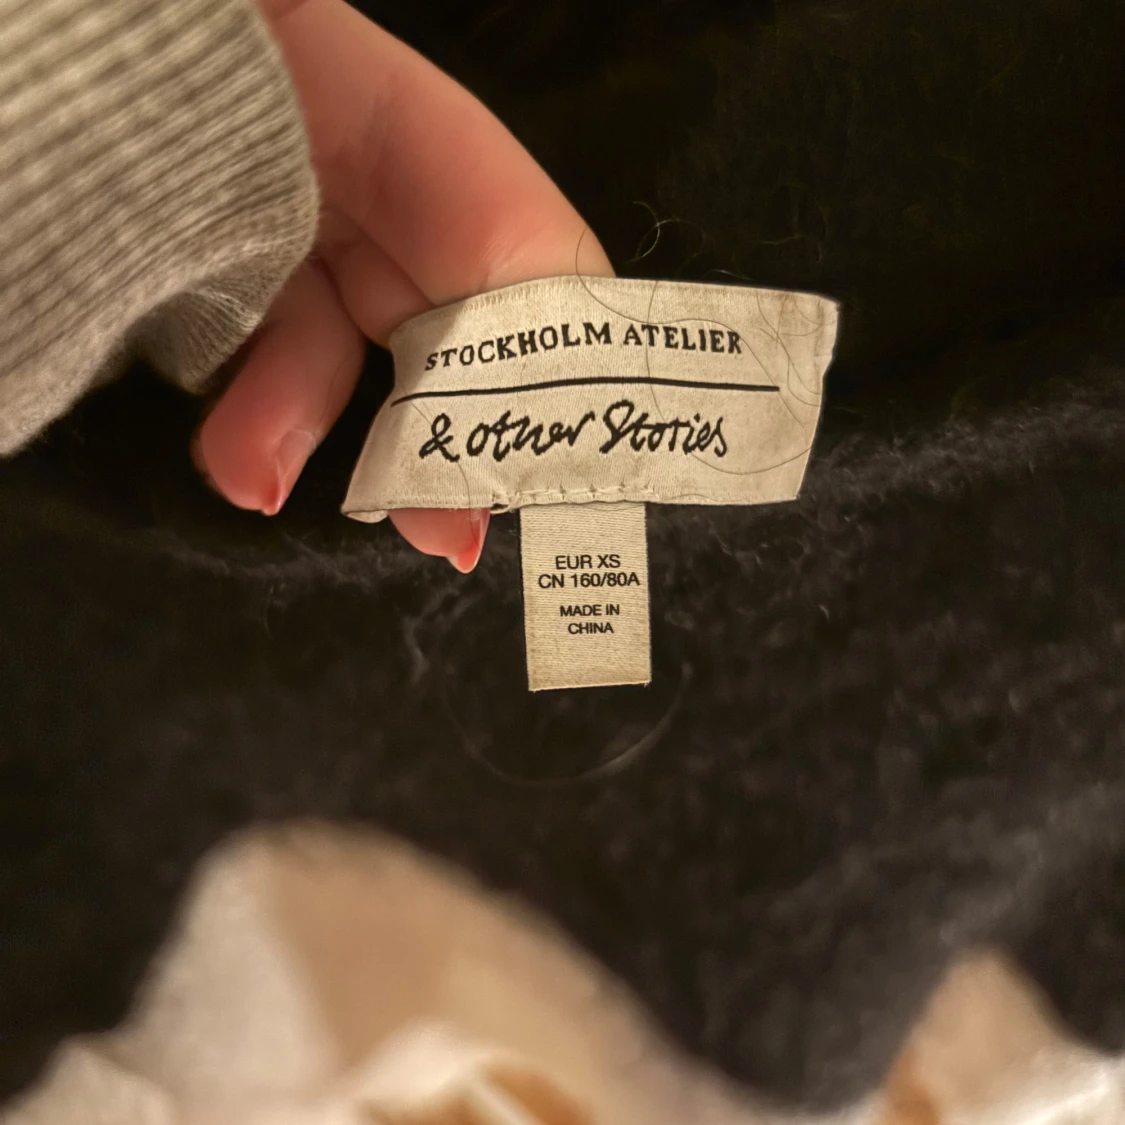 STOCKHOLM ATELIER
& other Stories
EUR XS
CN 160/80A
MADE IN
CHINA